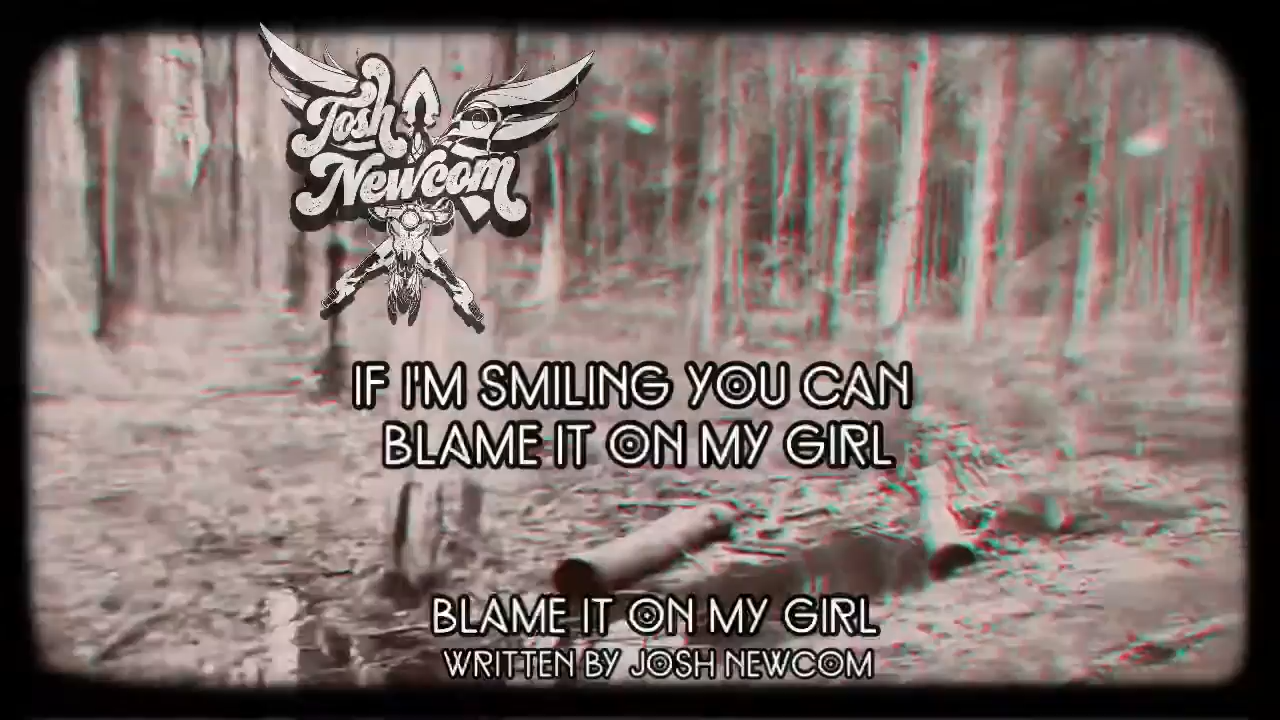 Josh
Newcom
IF I'M SMILING YOU CAN
BLAME IT ON MY GIRL
BLAME IT ON MY GIRL
WRITTEN BY JOSH NEWCOM